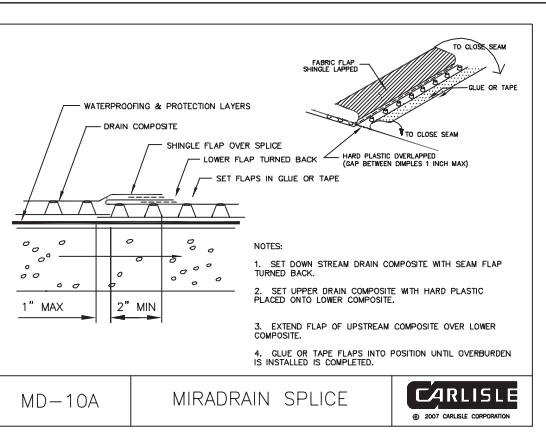 TO CLOSE SEAM
FABRIC FLAP
SHINGLE LAPPED
GLUE OR TAPE
WATERPROOFING & PROTECTION LAYERS
DRAIN COMPOSITE
TO CLOSE SEAM
SHINGLE FLAP OVER SPLICE
LOWER FLAP TURNED BACK
HARD PLASTIC OVERLAPPED
(GAP BETWEEN DIMPLES 1 INCH MAX)
SET FLAPS IN GLUE OR TAPE
NOTES:
1. SET DOWN STREAM DRAIN COMPOSITE WITH SEAM FLAP
TURNED BACK.
2. SET UPPER DRAIN COMPOSITE WITH HARD PLASTIC
PLACED ONTO LOWER COMPOSITE.
3. EXTEND FLAP OF UPSTREAM COMPOSITE OVER LOWER
COMPOSITE.
4. GLUE OR TAPE FLAPS INTO POSITION UNTIL OVERBURDEN
IS INSTALLED IS COMPLETED.
1" MAX
2" MIN
MD-10A
MIRADRAIN SPLICE
CARLISLE
© 2007 CARLISLE CORPORATION